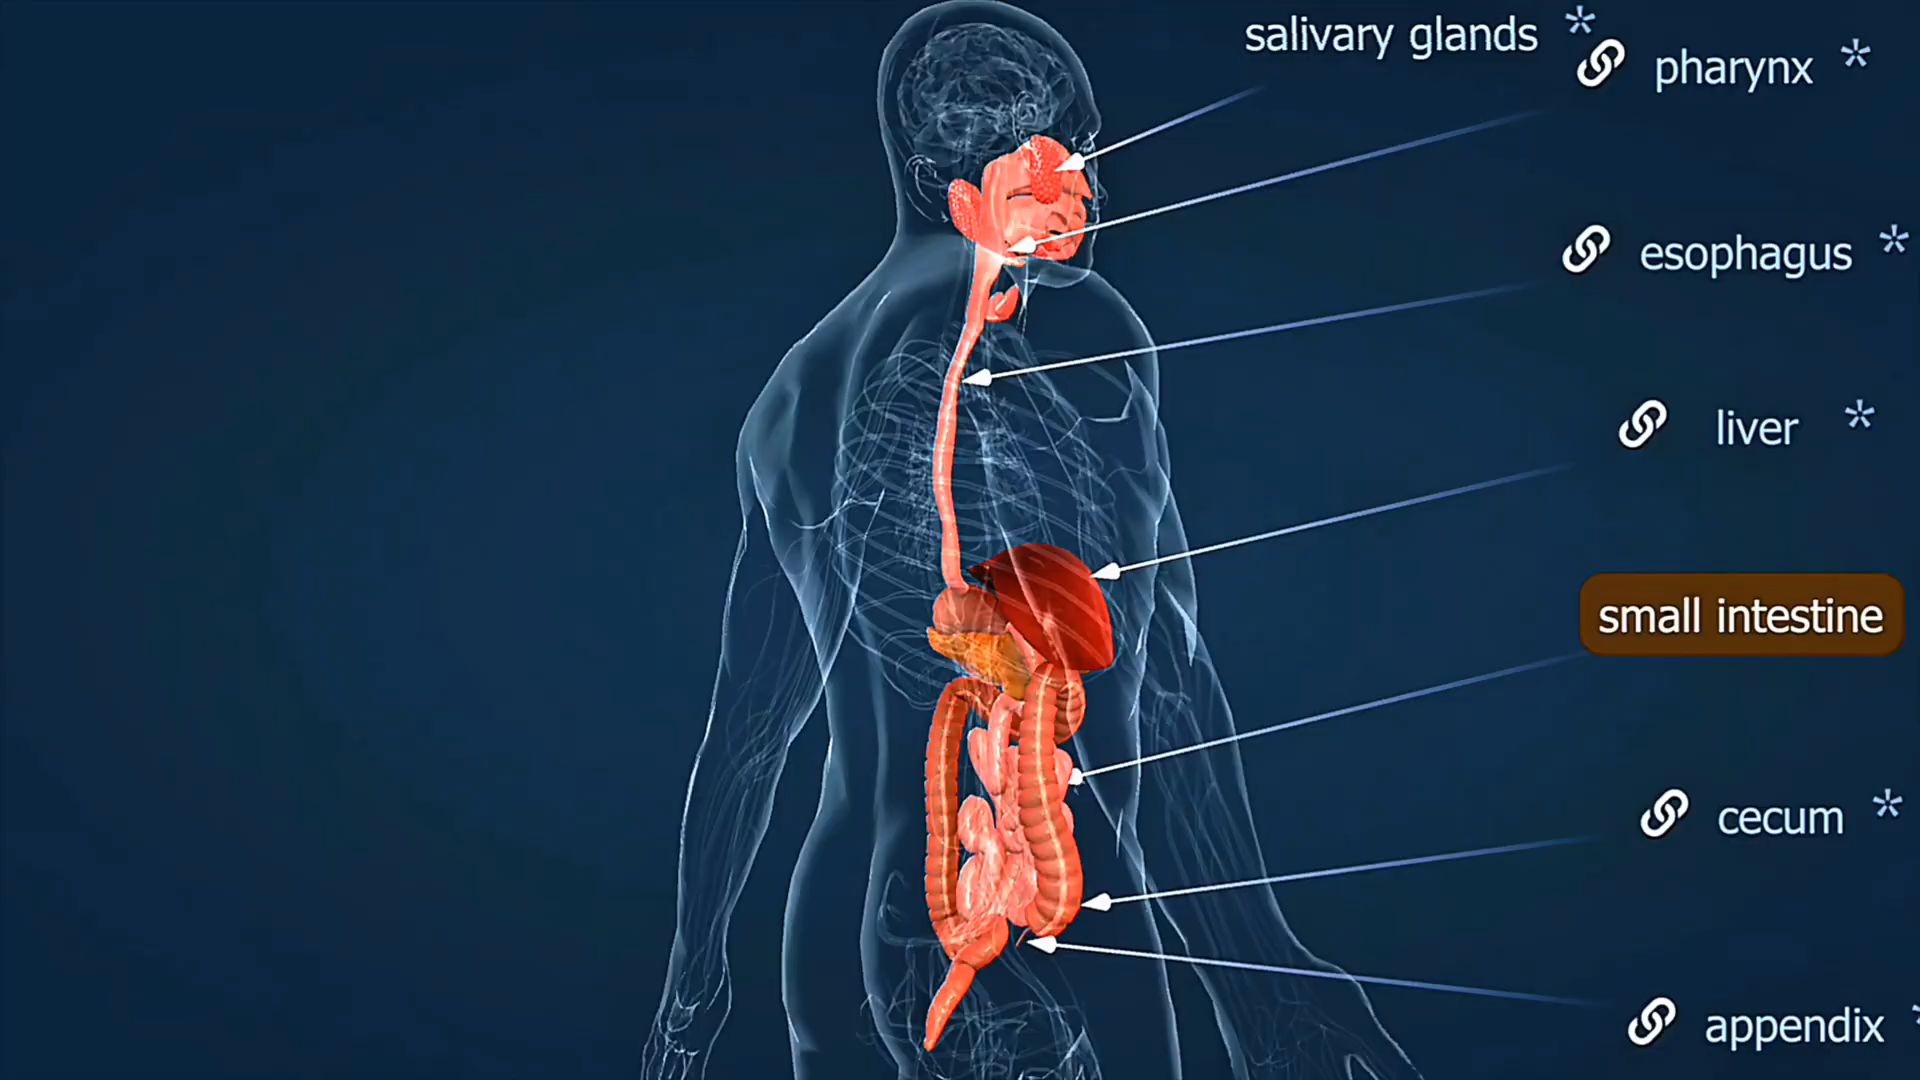 salivary glands *
pharynx *
esophagus *
liver *
small intestine
cecum *
appendix *